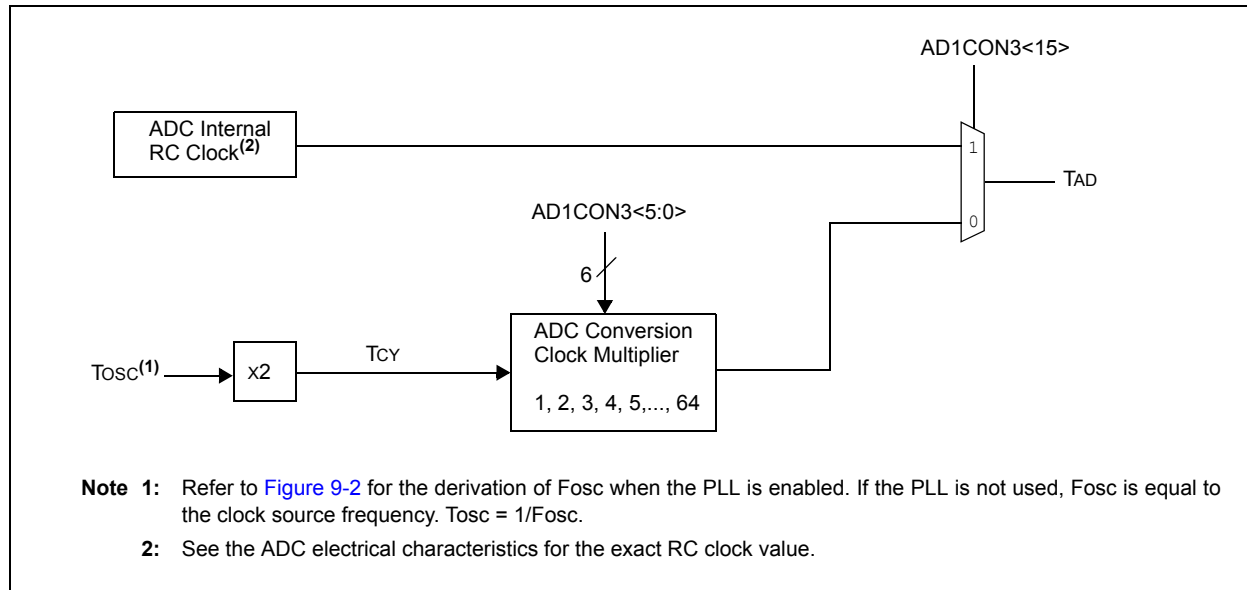 AD1CON3<15>
ADC Internal
RC Clock(2)
1
TAD
AD1CON3<5:0>
0
6
ADC Conversion
Clock Multiplier
TOSC(1)
X2
TCY
1, 2, 3, 4, 5,..., 64
Note 1: Refer to Figure 9-2 for the derivation of Fosc when the PLL is enabled. If the PLL is not used, Fosc is equal to
the clock source frequency. Tosc = 1/Fosc.
2: See the ADC electrical characteristics for the exact RC clock value.